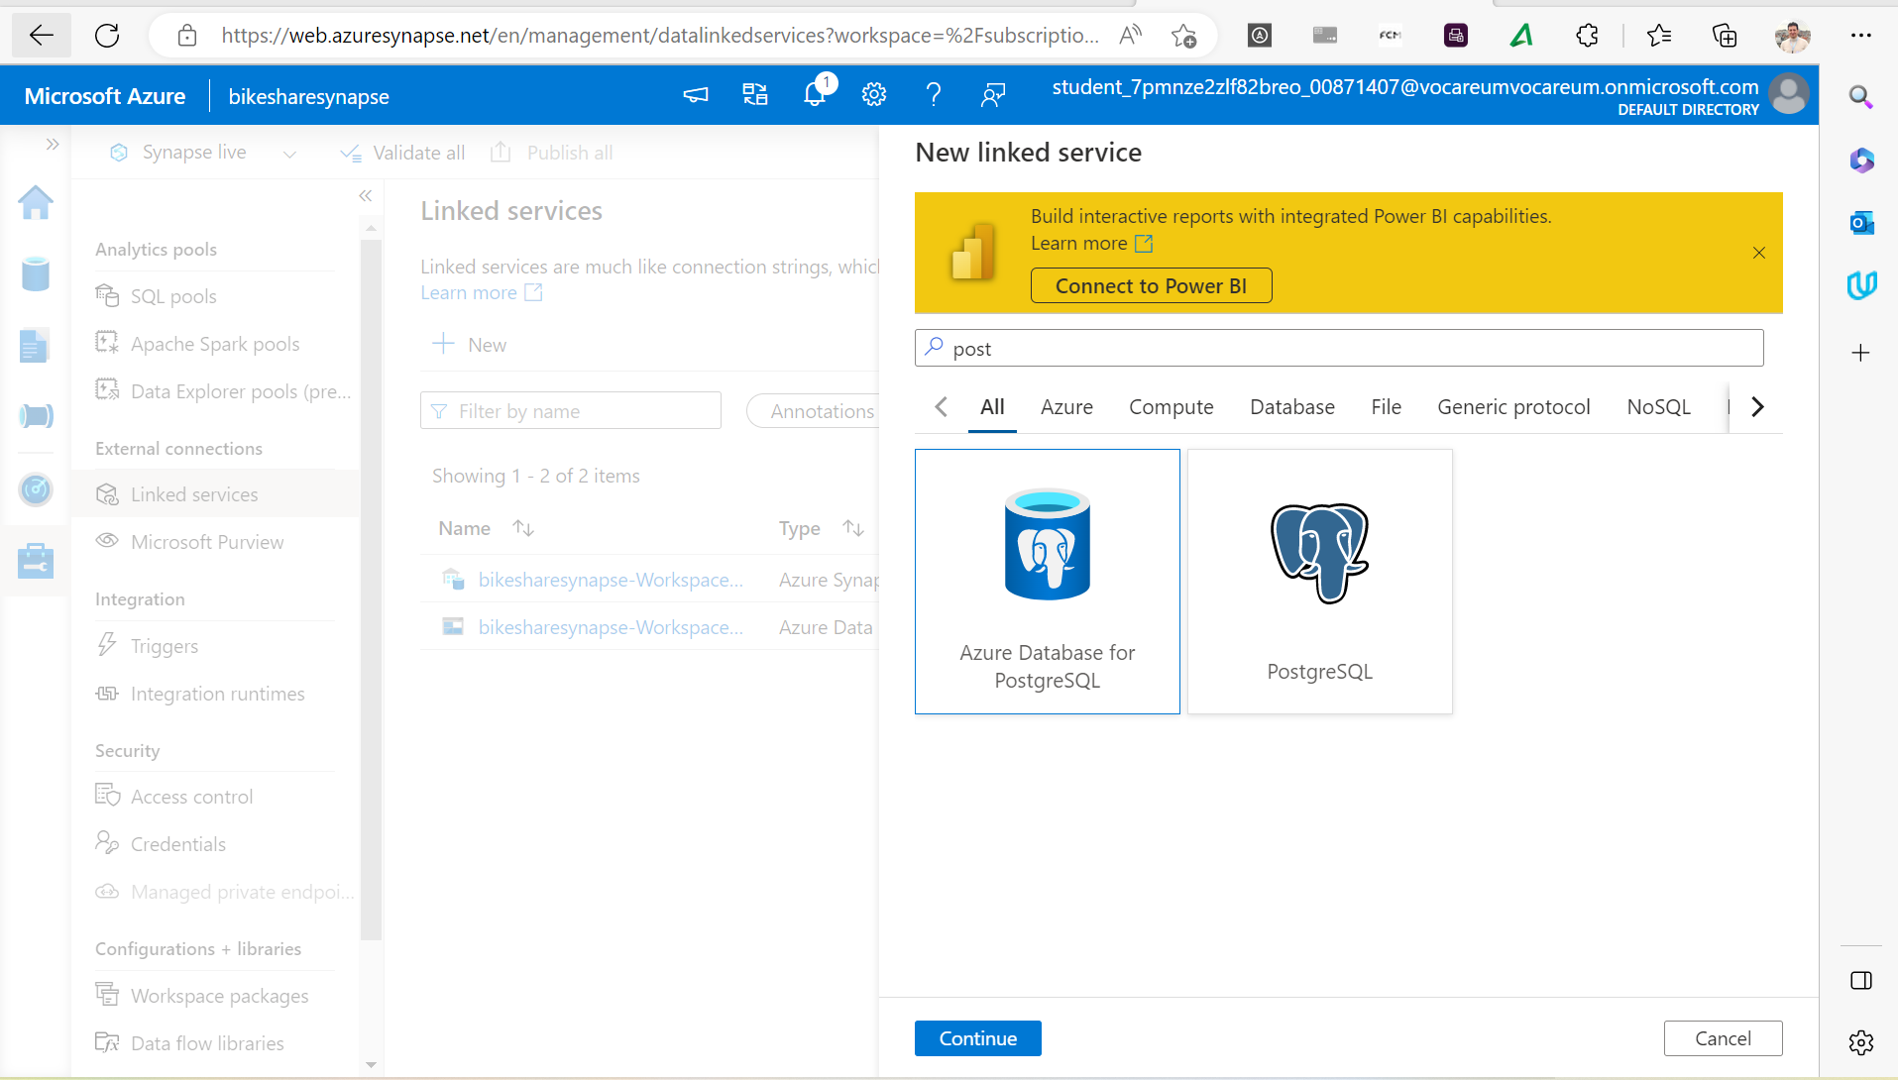 https://web.azuresynapse.net/en/management/datalinkedservices?workspace=%2Fsubscriptio...
FCM
Microsoft Azure
bikesharesynapse
1
student_7pmnze2zlf82breo_00871407@vocareumvocareum.onmicrosoft.com
DEFAULT DIRECTORY
Synapse live
Validate all
Publish all
Analytics pools
SQL pools
Apache Spark pools
Data Explorer pools (pre...
External connections
Linked services
Microsoft Purview
Integration
Triggers
Integration runtimes
Security
Access control
Credentials
Managed private endpoi...
Configurations + libraries
Workspace packages
Data flow libraries
Linked services
Linked services are much like connection strings, whic
Learn more
New
Filter by name
Annotations
Showing 1 - 2 of 2 items
Name
Type
bikesharesynapse-Workspace...
Azure Synap
bikesharesynapse-Workspace...
Azure Data
New linked service
Build interactive reports with integrated Power BI capabilities.
Learn more
Connect to Power BI
post
All
Azure
Compute
Database
File
Generic protocol
NoSQL
Azure Database for
PostgreSQL
PostgreSQL
Continue
Cancel